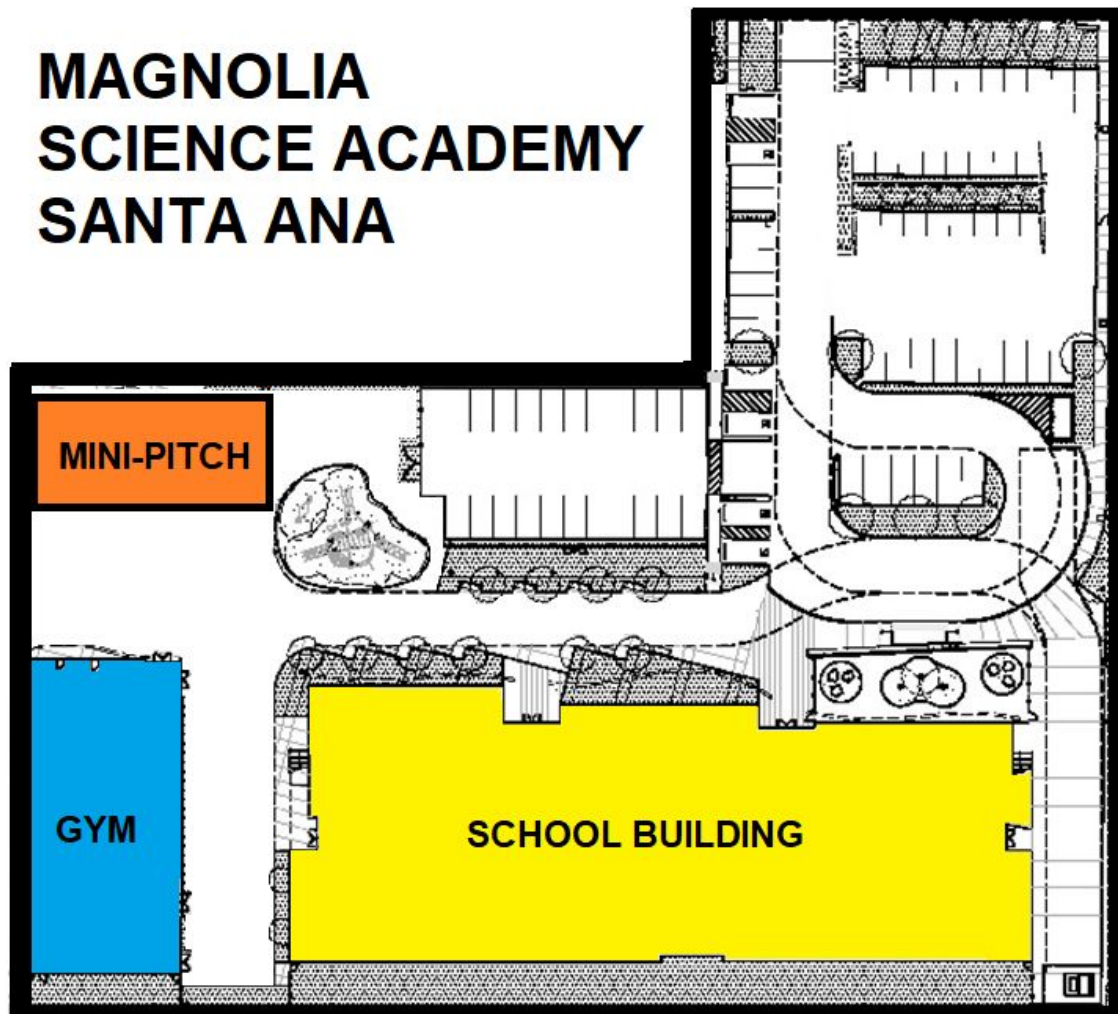 MAGNOLIA
SCIENCE ACADEMY
SANTA ANA
MINI-PITCH
GYM
SCHOOL BUILDING